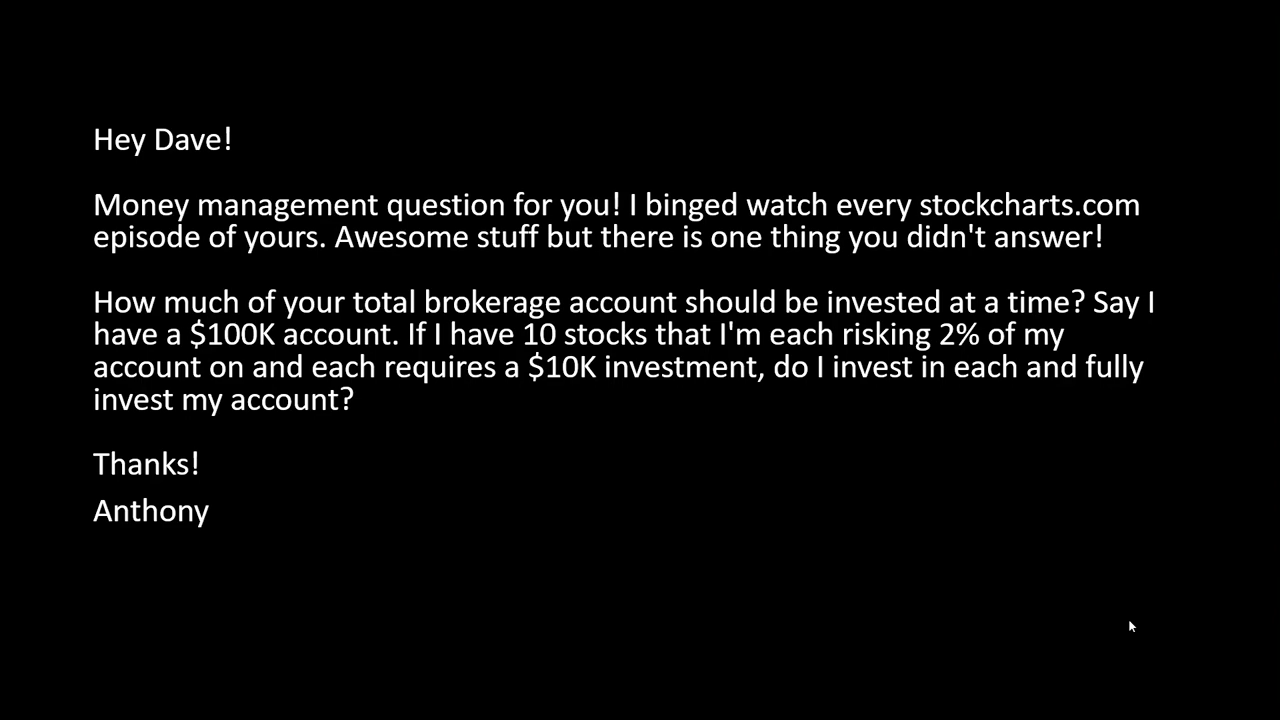 Hey Dave!
Money management question for you! I binged watch every stockcharts.com
episode of yours. Awesome stuff but there is one thing you didn't answer!
How much of your total brokerage account should be invested at a time? Say I
have a $100K account. If I have 10 stocks that I'm each risking 2% of my
account on and each requires a $10K investment, do I invest in each and fully
invest my account?
Thanks!
Anthony